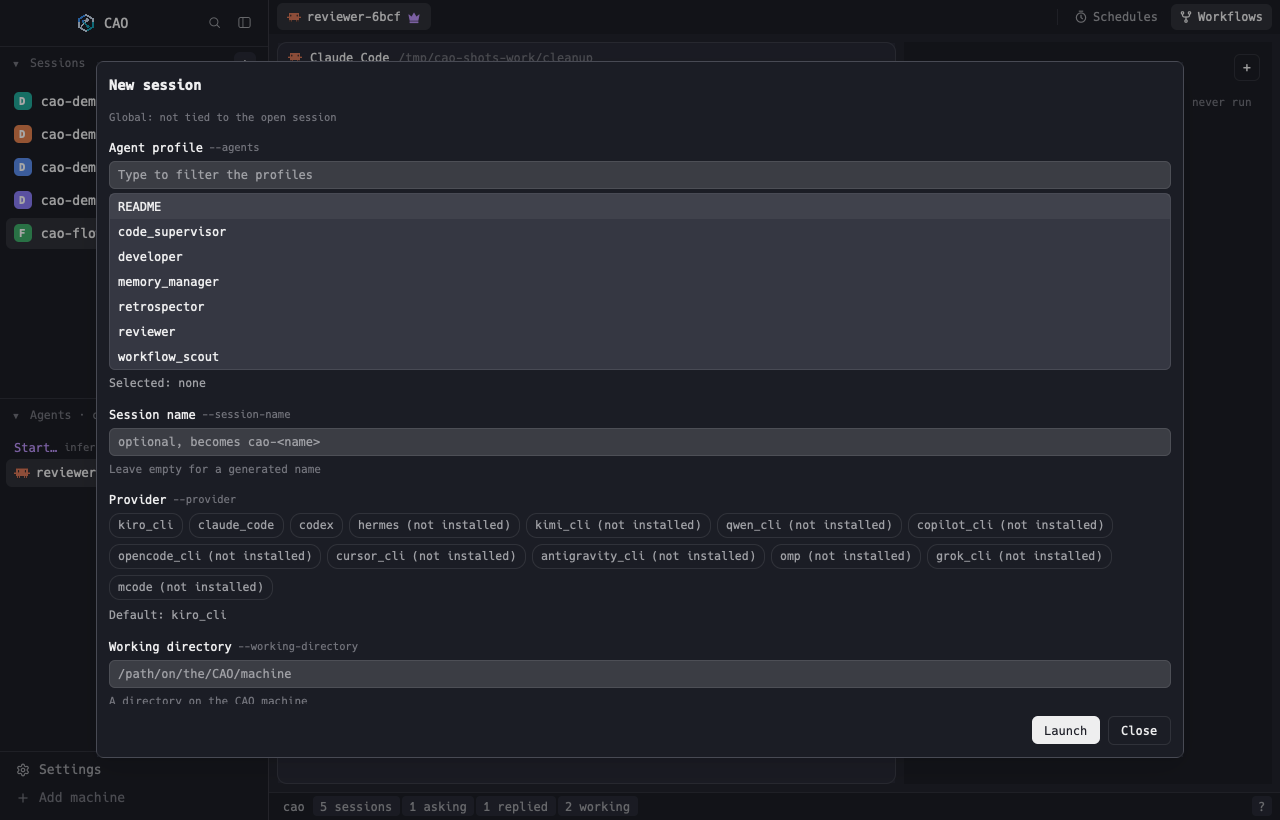 CAO
reviewer-6bcf
Schedules
Workflows
Sessions
Claude Code /tmp/cao-shots-work/cleanup
+
never run
D cao-dem
D cao-dem
D cao-dem
D cao-dem
F cao-flo
New session
Global: not tied to the open session
Agent profile --agents
Type to filter the profiles
README
code_supervisor
developer
memory_manager
retrospector
reviewer
workflow_scout
Selected: none
Agents ·
Start… infer
reviewer
Session name --session-name
optional, becomes cao-<name>
Leave empty for a generated name
Provider --provider
kiro_cli claude_code codex hermes (not installed) kimi_cli (not installed) qwen_cli (not installed) copilot_cli (not installed)
opencode_cli (not installed) cursor_cli (not installed) antigravity_cli (not installed) omp (not installed) grok_cli (not installed)
mcode (not installed)
Default: kiro_cli
Working directory --working-directory
/path/on/the/CAO/machine
A directory on the CAO machine
Launch Close
Settings
+ Add machine
cao 5 sessions 1 asking 1 replied 2 working ?